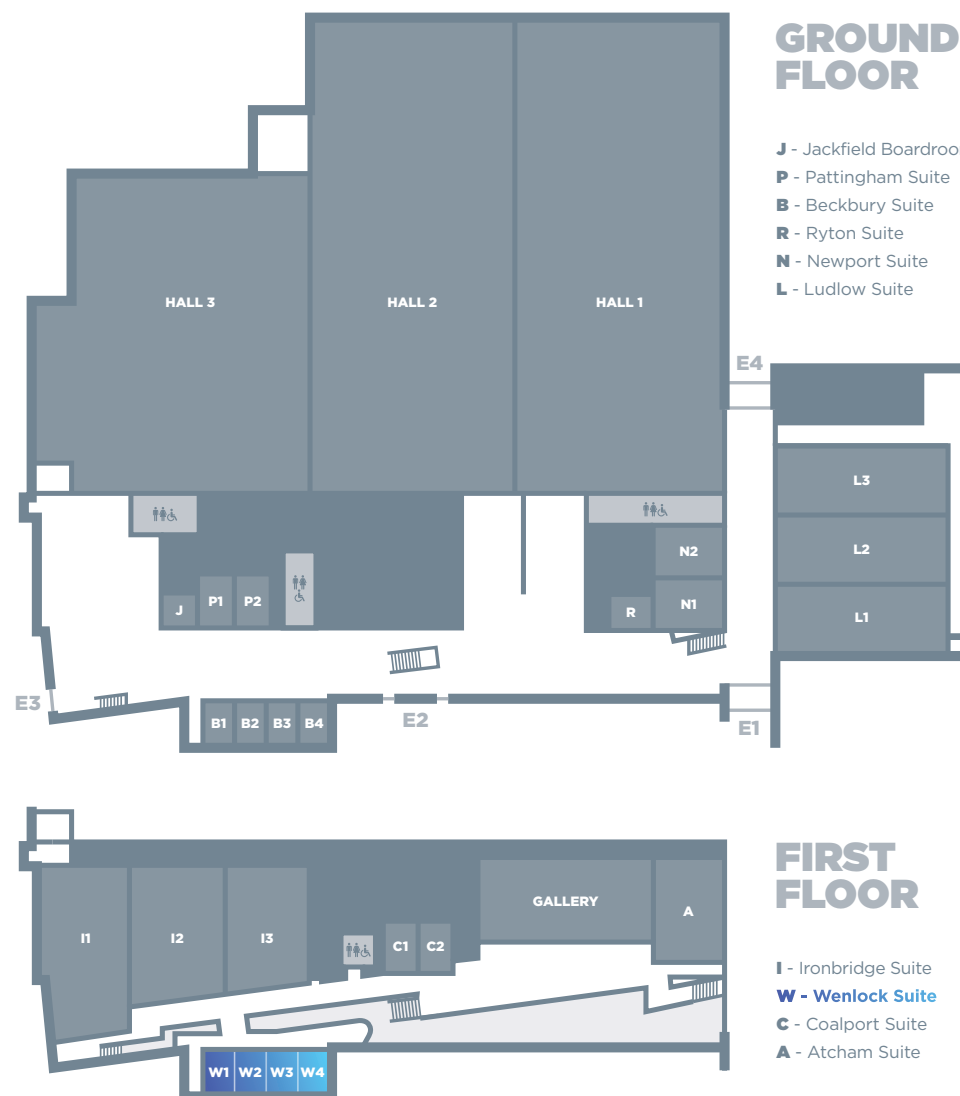 GROUND
FLOOR
J - Jackfield Boardroo
P - Pattingham Suite
B - Beckbury Suite
R - Ryton Suite
N - Newport Suite
L - Ludlow Suite
HALL 3
HALL 2
HALL 1
E4
L3
L2
L1
N2
N1
R
J
P1
P2
E3
B1
B2
B3
B4
E2
E1
FIRST
FLOOR
I - Ironbridge Suite
W - Wenlock Suite
C - Coalport Suite
A - Atcham Suite
I1
I2
I3
C1
C2
GALLERY
A
W1
W2
W3
W4